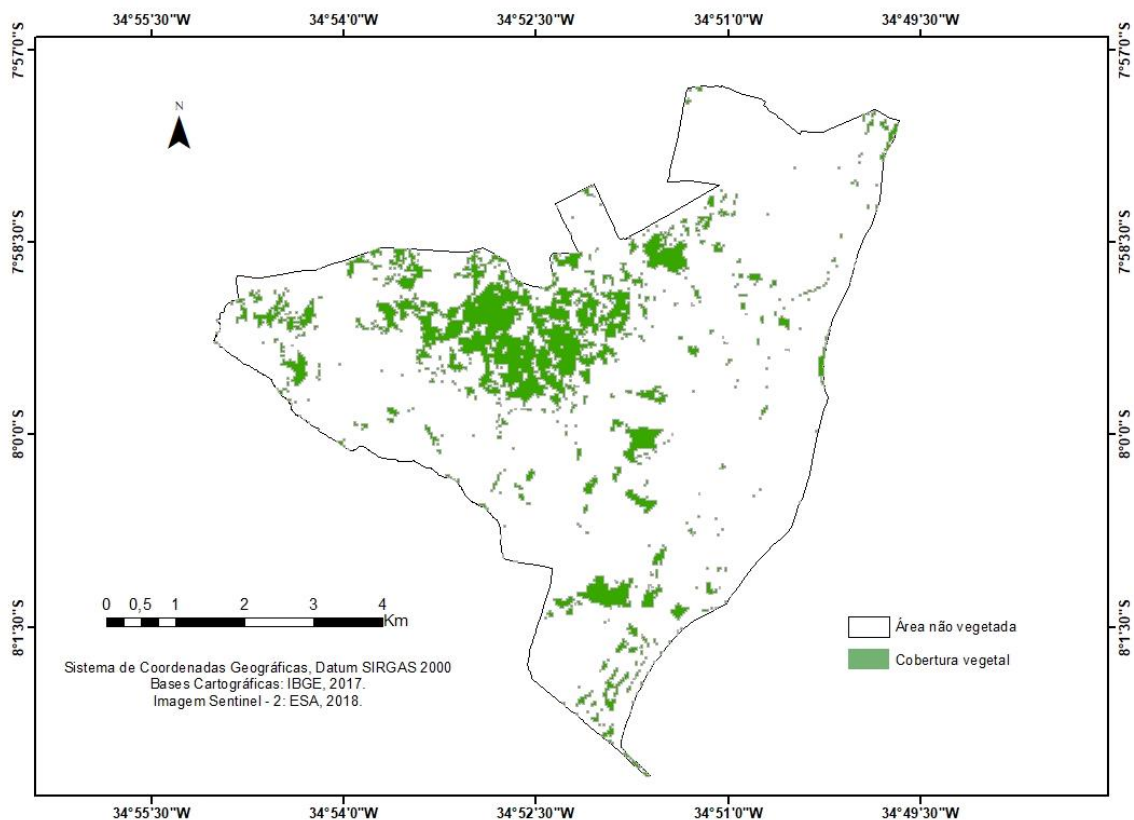 34°55'30"W 34°54'0"W 34°52'30"W 34°51'0"W 34°49'30"W
7°57'0"S 7°57'0"S
N
7°58'30"S 7°58'30"S
8°0'0"S 8°0'0"S
0 0,5 1 2 3 4
Km
8°1'30"S 8°1'30"S
Área não vegetada
Cobertura vegetal
Sistema de Coordenadas Geográficas, Datum SIRGAS 2000
Bases Cartográficas: IBGE, 2017.
Imagem Sentinel - 2: ESA, 2018.
34°55'30"W 34°54'0"W 34°52'30"W 34°51'0"W 34°49'30"W